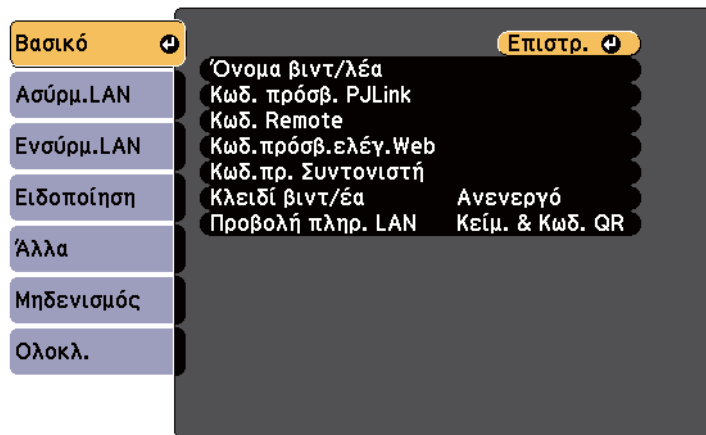 Βασικό
Ασύρμ.LAN
Ενσύρμ.LAN
Ειδοποίηση
Άλλα
Μηδενισμός
Ολοκλ.
Επιστρ.
Όνομα βιντ/λέα
Κωδ. πρόσβ. PJLink
Κωδ. Remote
Κωδ.πρόσβ.ελέγ.Web
Κωδ.πρ. Συντονιστή
Κλειδί βιντ/έα Ανενεργό
Προβολή πληρ. LAN Κείμ. & Κωδ. QR